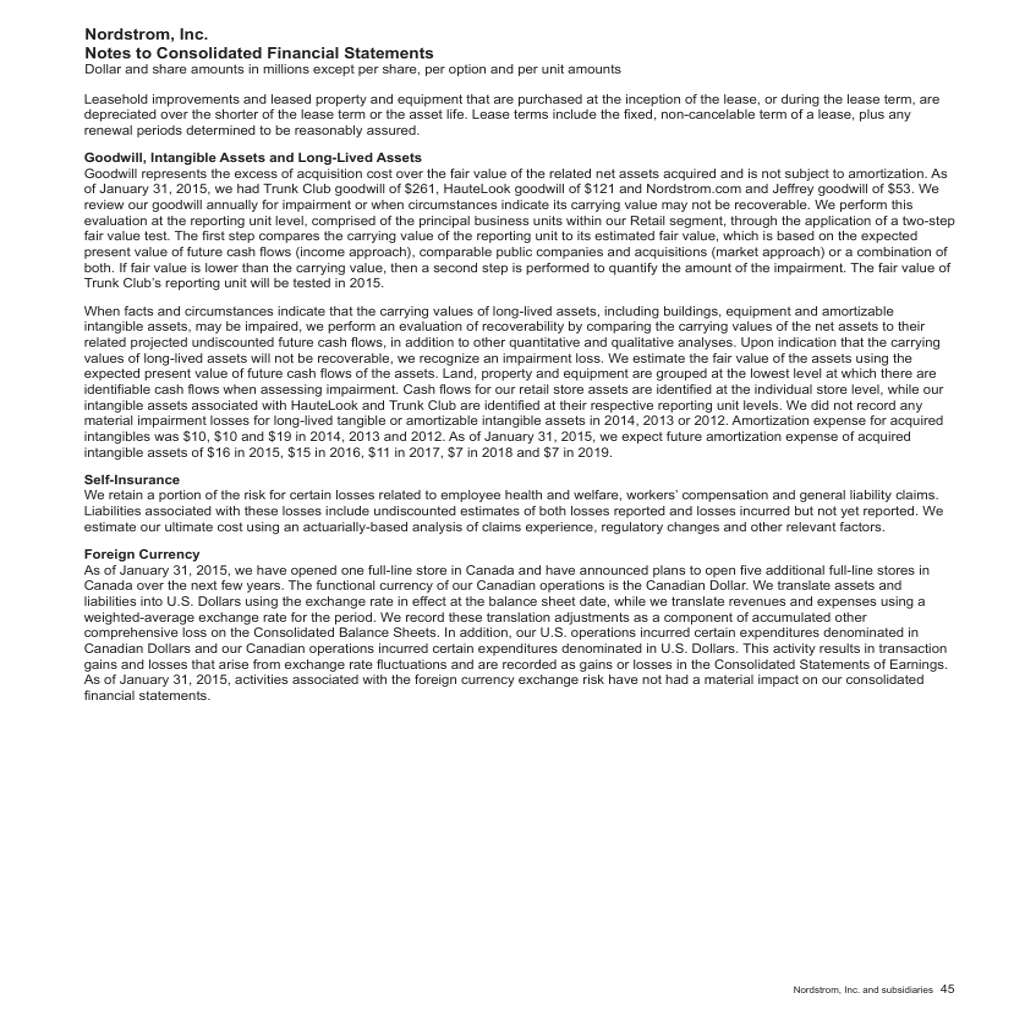 Nordstrom, Inc.
Notes to Consolidated Financial Statements
Dollar and share amounts in millions except per share, per option and per unit amounts
Leasehold improvements and leased property and equipment that are purchased at the inception of the lease, or during the lease term, are
depreciated over the shorter of the lease term or the asset life. Lease terms include the fixed, non-cancelable term of a lease, plus any
renewal periods determined to be reasonably assured.
Goodwill, Intangible Assets and Long-Lived Assets
Goodwill represents the excess of acquisition cost over the fair value of the related net assets acquired and is not subject to amortization. As
of January 31, 2015, we had Trunk Club goodwill of $261, HauteLook goodwill of $121 and Nordstrom.com and Jeffrey goodwill of $53. We
review our goodwill annually for impairment or when circumstances indicate its carrying value may not be recoverable. We perform this
evaluation at the reporting unit level, comprised of the principal business units within our Retail segment, through the application of a two-step
fair value test. The first step compares the carrying value of the reporting unit to its estimated fair value, which is based on the expected
present value of future cash flows (income approach), comparable public companies and acquisitions (market approach) or a combination of
both. If fair value is lower than the carrying value, then a second step is performed to quantify the amount of the impairment. The fair value of
Trunk Club's reporting unit will be tested in 2015.
When facts and circumstances indicate that the carrying values of long-lived assets, including buildings, equipment and amortizable
intangible assets, may be impaired, we perform an evaluation of recoverability by comparing the carrying values of the net assets to their
related projected undiscounted future cash flows, in addition to other quantitative and qualitative analyses. Upon indication that the carrying
values of long-lived assets will not be recoverable, we recognize an impairment loss. We estimate the fair value of the assets using the
expected present value of future cash flows of the assets. Land, property and equipment are grouped at the lowest level at which there are
identifiable cash flows when assessing impairment. Cash flows for our retail store assets are identified at the individual store level, while our
intangible assets associated with HauteLook and Trunk Club are identified at their respective reporting unit levels. We did not record any
material impairment losses for long-lived tangible or amortizable intangible assets in 2014, 2013 or 2012. Amortization expense for acquired
intangibles was $10, $10 and $19 in 2014, 2013 and 2012. As of January 31, 2015, we expect future amortization expense of acquired
intangible assets of $16 in 2015, $15 in 2016, $11 in 2017, $7 in 2018 and $7 in 2019.
Self-Insurance
We retain a portion of the risk for certain losses related to employee health and welfare, workers' compensation and general liability claims.
Liabilities associated with these losses include undiscounted estimates of both losses reported and losses incurred but not yet reported. We
estimate our ultimate cost using an actuarially-based analysis of claims experience, regulatory changes and other relevant factors.
Foreign Currency
As of January 31, 2015, we have opened one full-line store in Canada and have announced plans to open five additional full-line stores in
Canada over the next few years. The functional currency of our Canadian operations is the Canadian Dollar. We translate assets and
liabilities into U.S. Dollars using the exchange rate in effect at the balance sheet date, while we translate revenues and expenses using a
weighted-average exchange rate for the period. We record these translation adjustments as a component of accumulated other
comprehensive loss on the Consolidated Balance Sheets. In addition, our U.S. operations incurred certain expenditures denominated in
Canadian Dollars and our Canadian operations incurred certain expenditures denominated in U.S. Dollars. This activity results in transaction
gains and losses that arise from exchange rate fluctuations and are recorded as gains or losses in the Consolidated Statements of Earnings.
As of January 31, 2015, activities associated with the foreign currency exchange risk have not had a material impact on our consolidated
financial statements.
Nordstrom, Inc. and subsidiaries 45